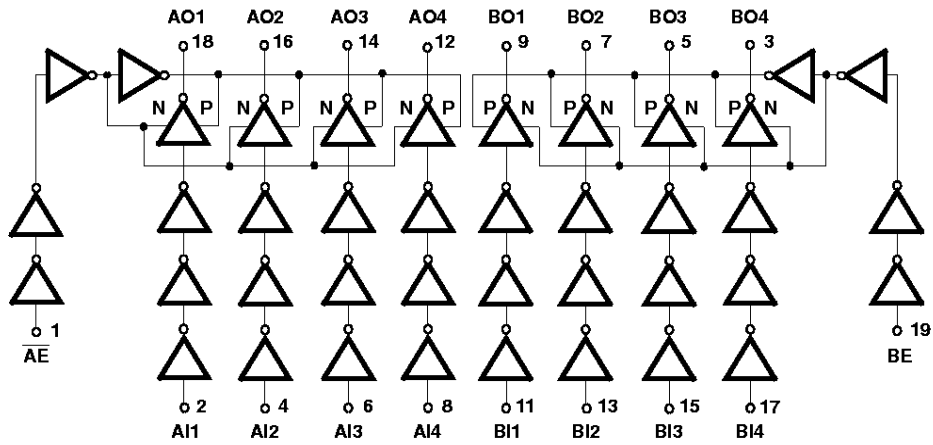 AO1 AO2 AO3 AO4 BO1 BO2 BO3 BO4
18 16 14 12 9 7 5 3
N P N P N P N P P N P N P N P N
1 19
AE BE
2 4 6 8 11 13 15 17
AI1 AI2 AI3 AI4 BI1 BI2 BI3 BI4